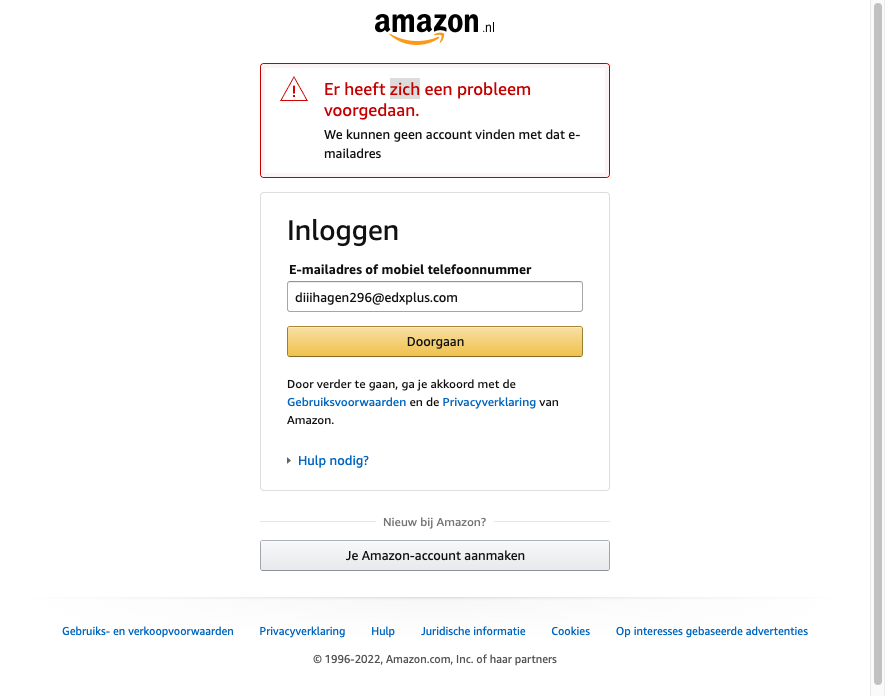 amazon.nl
Er heeft zich een probleem
voorgedaan.
We kunnen geen account vinden met dat e-
mailadres
Inloggen
E-mailadres of mobiel telefoonnummer
diiihagen296@edxplus.com
Doorgaan
Door verder te gaan, ga je akkoord met de
Gebruiksvoorwaarden en de Privacyverklaring van
Amazon.
Hulp nodig?
Nieuw bij Amazon?
Je Amazon-account aanmaken
Gebruiks- en verkoopvoorwaarden Privacyverklaring Hulp Juridische informatie Cookies Op interesses gebaseerde advertenties
© 1996-2022, Amazon.com, Inc. of haar partners